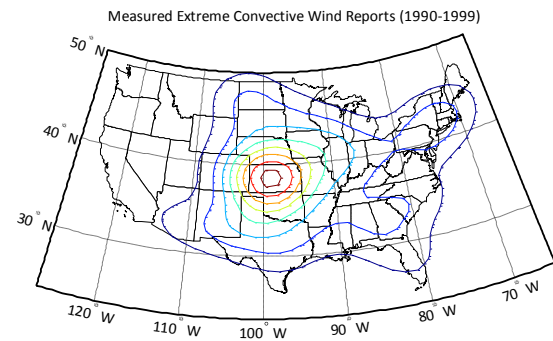 Measured Extreme Convective Wind Reports (1990-1999)
50° N
40° N
30° N
120° W
110° W
100° W
90° W
80° W
70° W